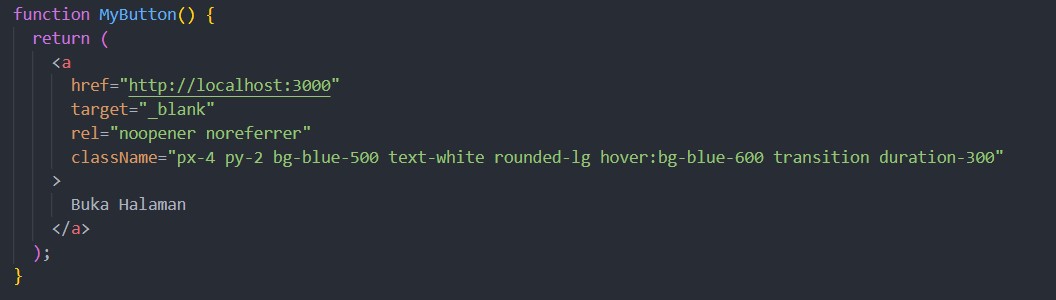 function MyButton() {
return (
<a
href="http://localhost:3000"
target="_blank"
rel="noopener noreferrer"
className="px-4 py-2 bg-blue-500 text-white rounded-lg hover:bg-blue-600 transition duration-300"
>
Buka Halaman
</a>
);
}